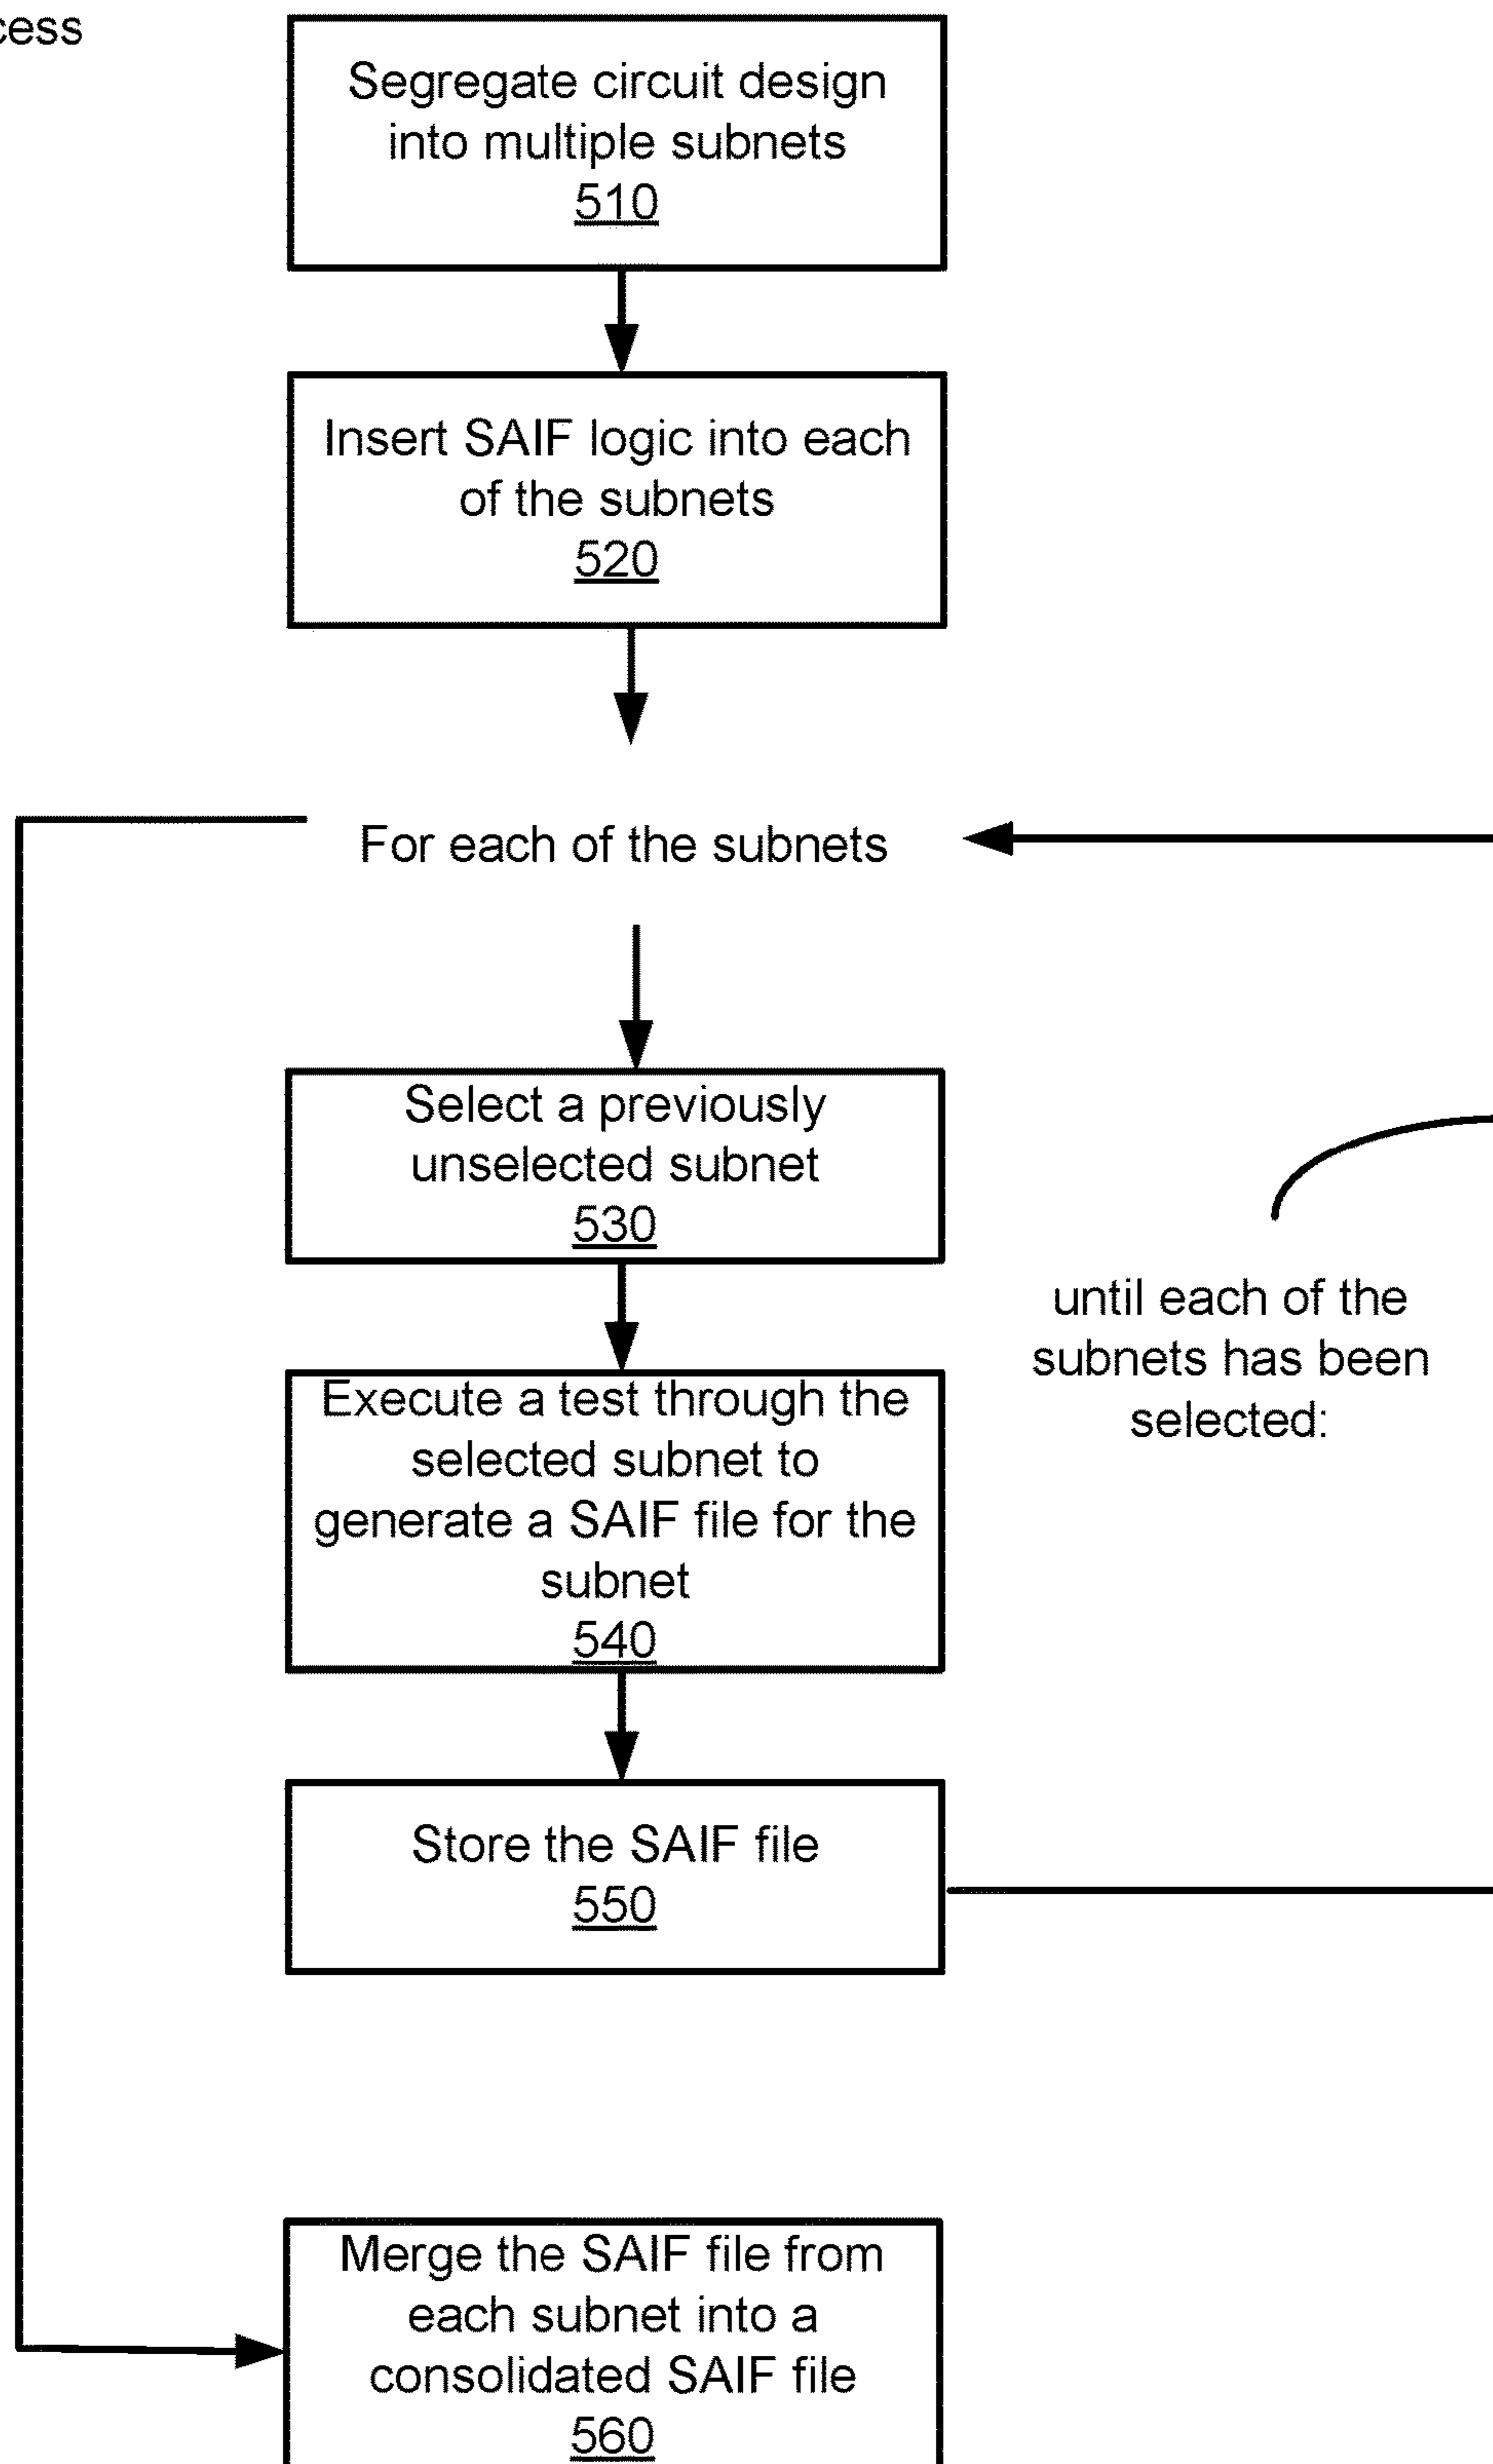 Segregate circuit design
into multiple subnets
510
Insert SAIF logic into each
of the subnets
520
For each of the subnets
Select a previously
unselected subnet
530
until each of the
subnets has been
selected:
Execute a test through the
selected subnet to
generate a SAIF file for the
subnet
540
Store the SAIF file
550
Merge the SAIF file from
each subnet into a
consolidated SAIF file
560